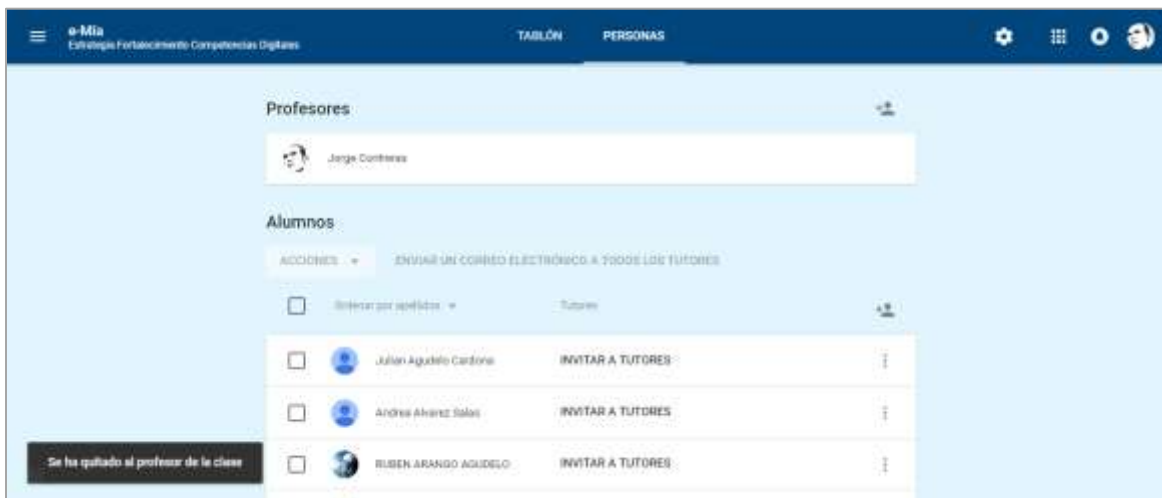 e-Mía
Estrategia Fortalecimiento Competencias Digitales
TABLÓN
PERSONAS
Profesores
Jorge Contreras
Alumnos
ACCIONES
ENVIAR UN CORREO ELECTRÓNICO A TODOS LOS TUTORES
Ordenar por apellidos
Tutores
Julian Agudelo Cardona
INVITAR A TUTORES
Andrea Alvarez Salas
INVITAR A TUTORES
RUBEN ARANGO AGUDELO
INVITAR A TUTORES
Se ha quitado al profesor de la clase